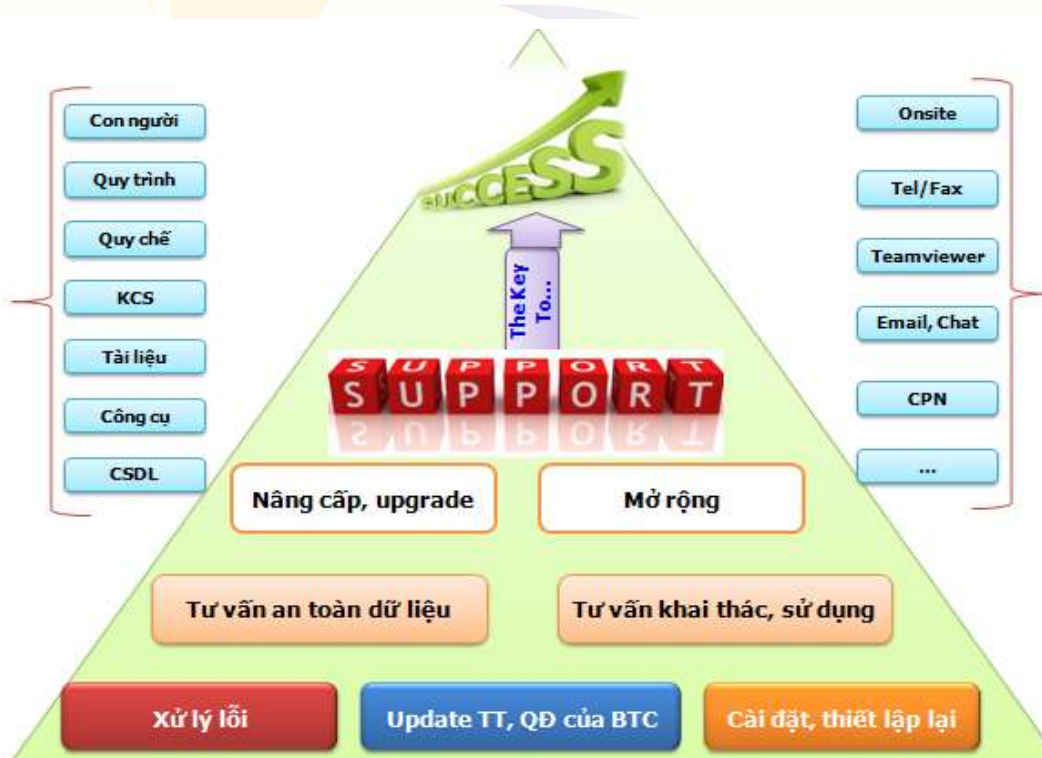 Con người
Quy trình
Quy chế
KCS
Tài liệu
Công cụ
CSDL
SUCCESS
The Key
To...
SUPPORT
SUPPORT
Nâng cấp, upgrade
Mở rộng
Tư vấn an toàn dữ liệu
Tư vấn khai thác, sử dụng
Xử lý lỗi
Update TT, QĐ của BTC
Cài đặt, thiết lập lại
Onsite
Tel/Fax
Teamviewer
Email, Chat
CPN
...